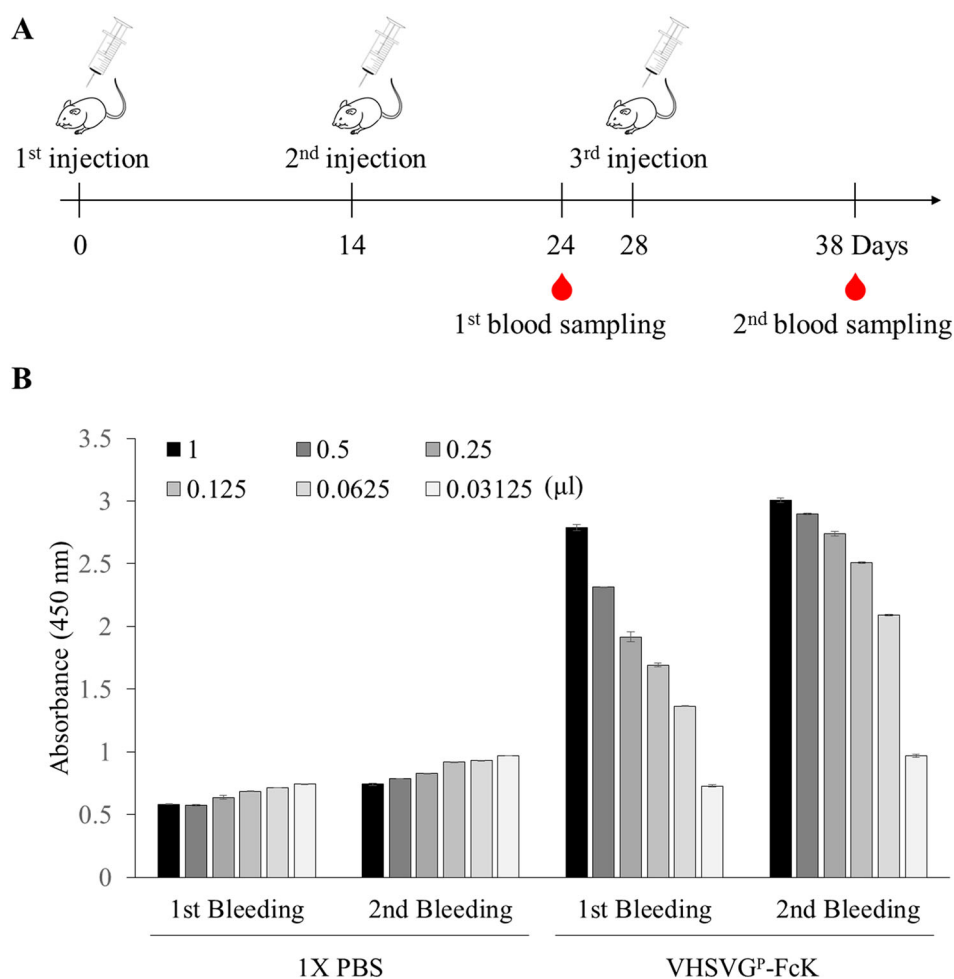 A
1st injection 2nd injection 3rd injection
0 14 24 28 38 Days
1st blood sampling 2nd blood sampling
B
Absorbance (450 nm)
3.5
3
2.5
2
1.5
1
0.5
0
1 0.5 0.25
0.125 0.0625 0.03125 (µl)
1st Bleeding 2nd Bleeding 1st Bleeding 2nd Bleeding
1X PBS VHSVGᴾ-FcK